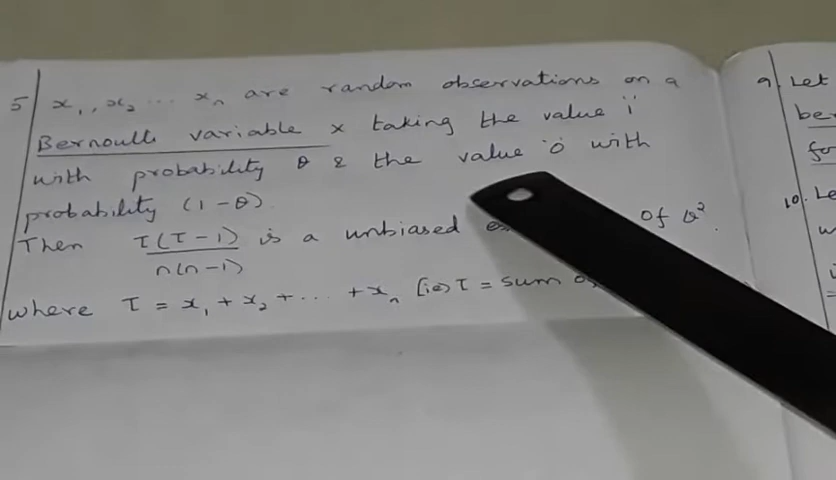 5 x₁, x₂ ... xₙ are random observations on a
Bernoulli variable x taking the value '1'
with probability θ & the value '0' with
probability (1-θ).
Then τ(τ-1)/n(n-1) is a unbiased of θ².
where τ = x₁ + x₂ + ... + xₙ (ie) τ = sum
9. Let
be
fo
10. Le